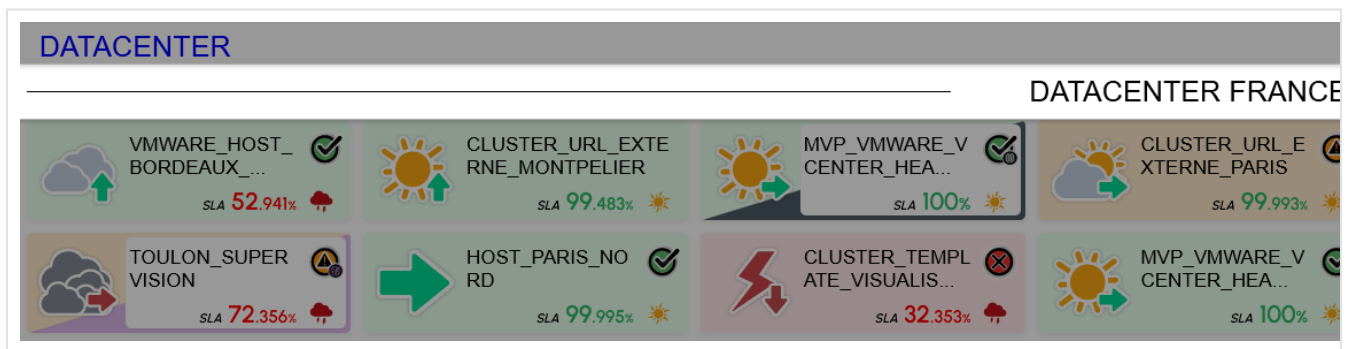 DATACENTER
DATACENTER FRANCE
VMWARE_HOST_
BORDEAUX_...
SLA 52.941%
CLUSTER_URL_EXTE
RNE_MONTPELIER
SLA 99.483%
MVP_VMWARE_V
CENTER_HEA...
SLA 100%
CLUSTER_URL_E
XTERNE_PARIS
SLA 99.993%
TOULON_SUPER
VISION
SLA 72.356%
HOST_PARIS_NO
RD
SLA 99.995%
CLUSTER_TEMPL
ATE_VISUALIS...
SLA 32.353%
MVP_VMWARE_V
CENTER_HEA...
SLA 100%